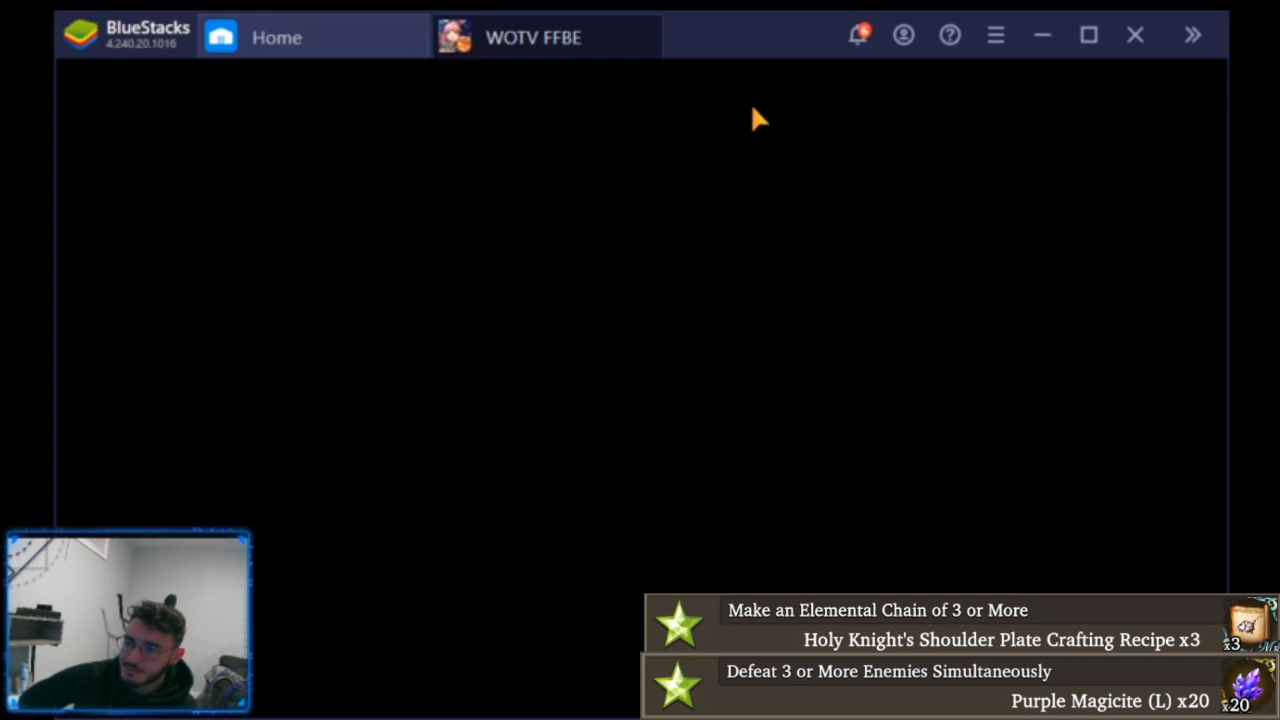 BlueStacks
4.240.20.1016
Home
WOTV FFBE
6
Make an Elemental Chain of 3 or More
Holy Knight's Shoulder Plate Crafting Recipe x3
x3
Defeat 3 or More Enemies Simultaneously
Purple Magicite (L) x20
x20